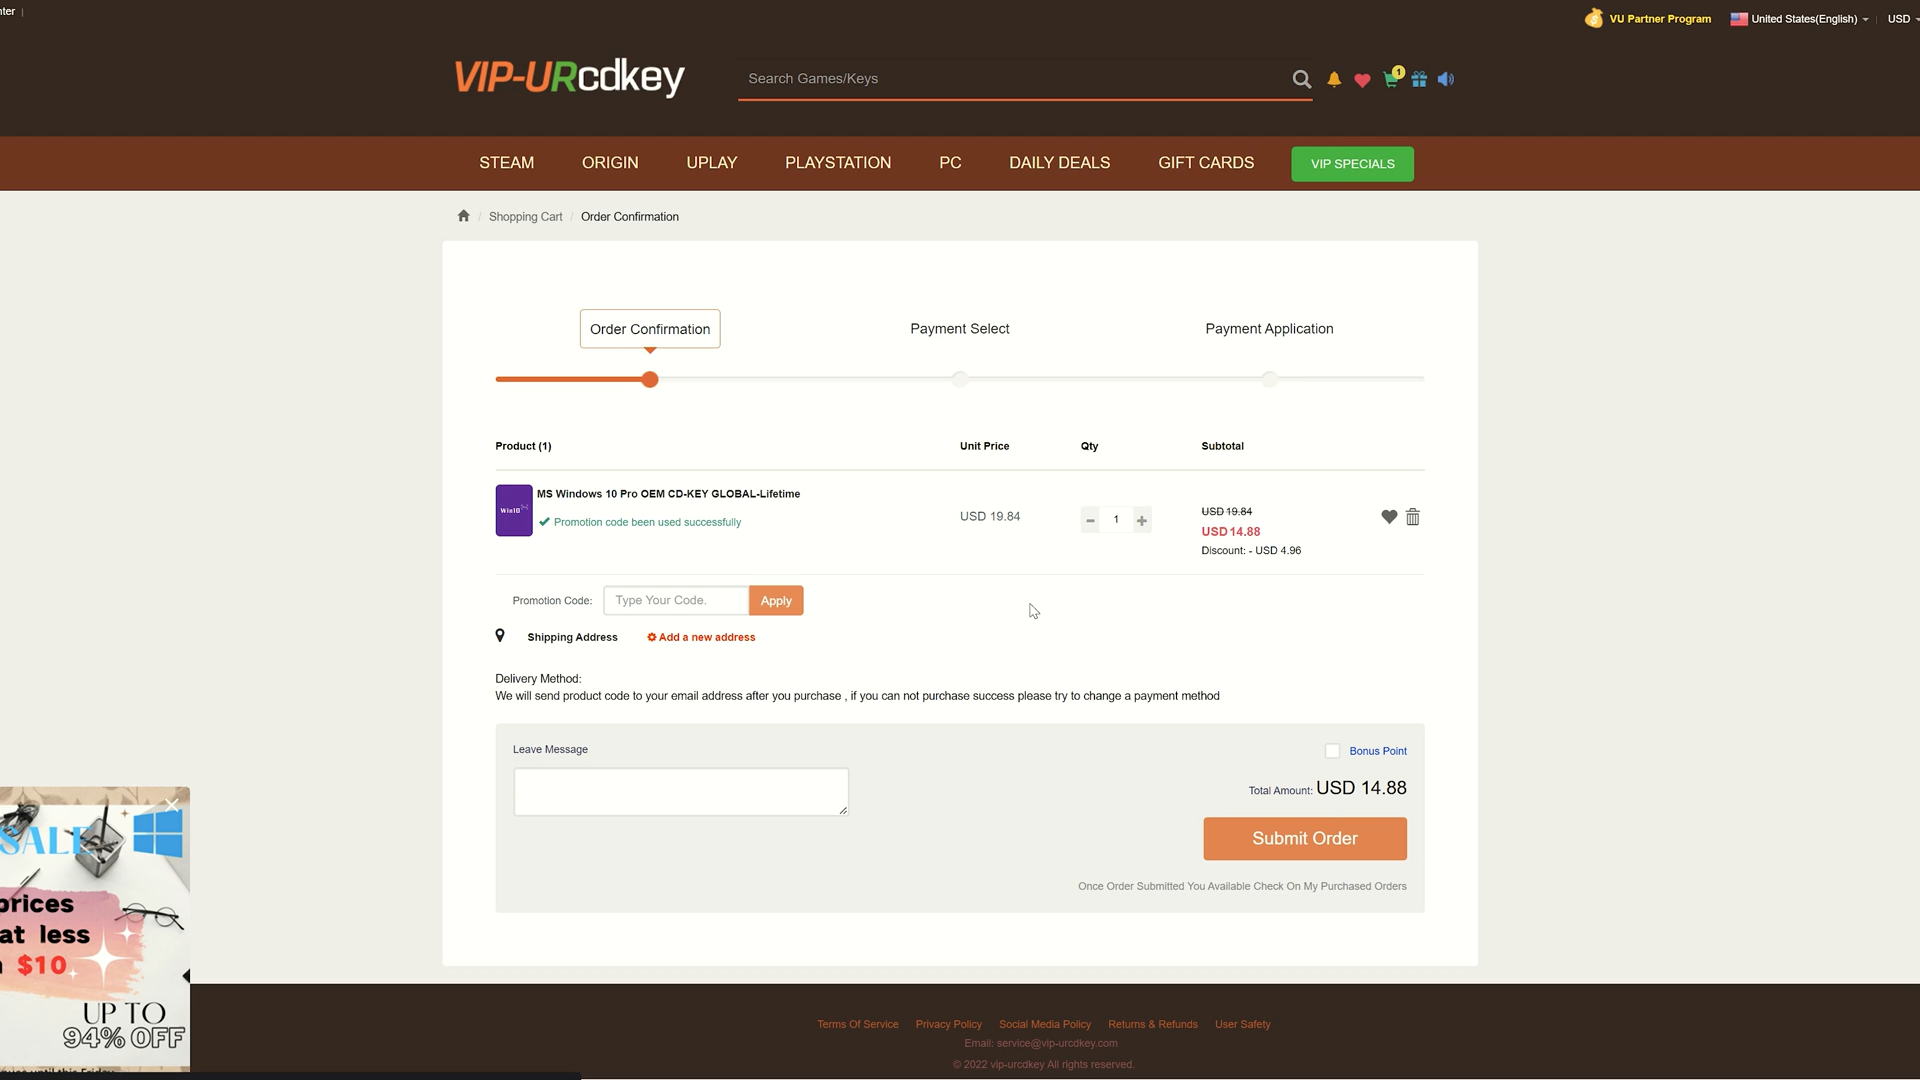 nter
VU Partner Program
United States(English)
USD
VIP-URcdkey
Search Games/Keys
1
STEAM
ORIGIN
UPLAY
PLAYSTATION
PC
DAILY DEALS
GIFT CARDS
VIP SPECIALS
/ Shopping Cart / Order Confirmation
Order Confirmation
Payment Select
Payment Application
Product (1)
Unit Price
Qty
Subtotal
Win10
MS Windows 10 Pro OEM CD-KEY GLOBAL-Lifetime
Promotion code been used successfully
USD 19.84
1
USD 19.84
USD 14.88
Discount: - USD 4.96
Promotion Code:
Type Your Code.
Apply
Shipping Address
Add a new address
Delivery Method:
We will send product code to your email address after you purchase , if you can not purchase success please try to change a payment method
Leave Message
Bonus Point
Total Amount: USD 14.88
Submit Order
Once Order Submitted You Available Check On My Purchased Orders
SALE
prices
at less
$10
UP TO
94% OFF
Terms Of Service
Privacy Policy
Social Media Policy
Returns & Refunds
User Safety
Email: service@vip-urcdkey.com
© 2022 vip-urcdkey All rights reserved.